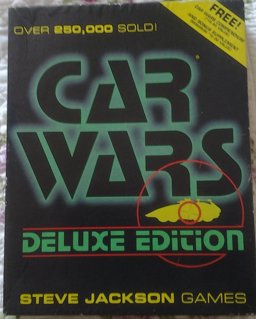 OVER 250,000 SOLD!
FREE!
CAR
WARS
DELUXE EDITION
STEVE JACKSON GAMES